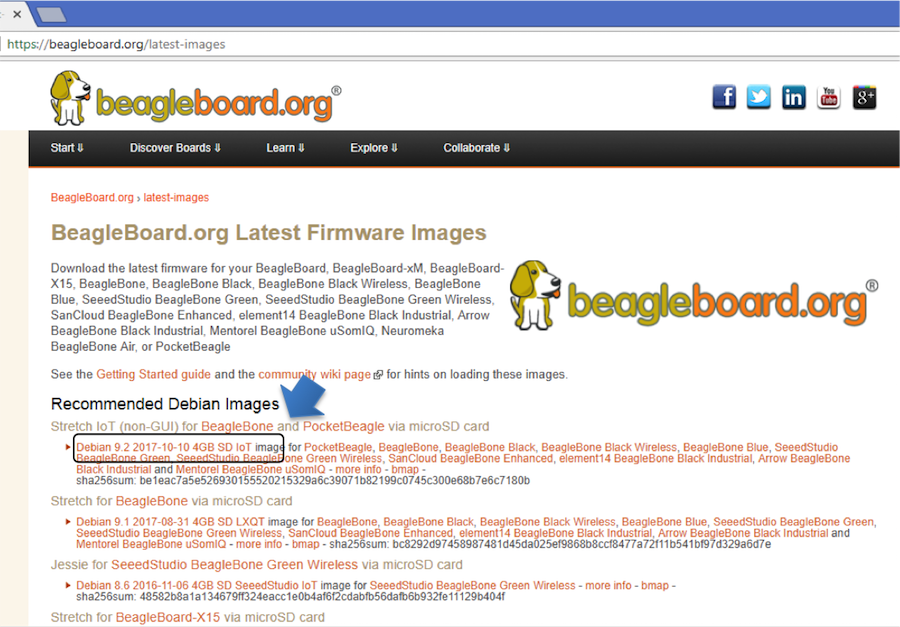 https://beagleboard.org/latest-images
beagleboard.org®
You
Tube
g+
Start ⇓ Discover Boards ⇓ Learn ⇓ Explore ⇓ Collaborate ⇓
BeagleBoard.org › latest-images
BeagleBoard.org Latest Firmware Images
Download the latest firmware for your BeagleBoard, BeagleBoard-xM, BeagleBoard-
X15, BeagleBone, BeagleBone Black, BeagleBone Black Wireless, BeagleBone
Blue, SeeedStudio BeagleBone Green, SeeedStudio BeagleBone Green Wireless,
SanCloud BeagleBone Enhanced, element14 BeagleBone Black Industrial, Arrow
BeagleBone Black Industrial, Mentorel BeagleBone uSomIQ, Neuromeka
BeagleBone Air, or PocketBeagle
beagleboard.org®
See the Getting Started guide and the community wiki page for hints on loading these images.
Recommended Debian Images
Stretch IoT (non-GUI) for BeagleBone and PocketBeagle via microSD card
Debian 9.2 2017-10-10 4GB SD IoT image for PocketBeagle, BeagleBone, BeagleBone Black, BeagleBone Black Wireless, BeagleBone Blue, SeeedStudio
BeagleBone Green, SeeedStudio BeagleBone Green Wireless, SanCloud BeagleBone Enhanced, element14 BeagleBone Black Industrial, Arrow BeagleBone
Black Industrial and Mentorel BeagleBone uSomIQ - more info - bmap -
sha256sum: be1eac7a5e526930155520215329a6c39071b82199c0745c300e68b7e6c7180b
Stretch for BeagleBone via microSD card
Debian 9.1 2017-08-31 4GB SD LXQT image for BeagleBone, BeagleBone Black, BeagleBone Black Wireless, BeagleBone Blue, SeeedStudio BeagleBone Green,
SeeedStudio BeagleBone Green Wireless, SanCloud BeagleBone Enhanced, element14 BeagleBone Black Industrial, Arrow BeagleBone Black Industrial and
Mentorel BeagleBone uSomIQ - more info - bmap - sha256sum: bc8292d97458987481d45da025ef9868b8ccf8477a72f11b541bf97d329a6d7e
Jessie for SeeedStudio BeagleBone Green Wireless via microSD card
Debian 8.6 2016-11-06 4GB SD SeeedStudio IoT image for SeeedStudio BeagleBone Green Wireless - more info - bmap -
sha256sum: 48582b8a1a134679ff324eacc1e0b4af6f2cdabfb56dafb6b932fe11129b404f
Stretch for BeagleBoard-X15 via microSD card